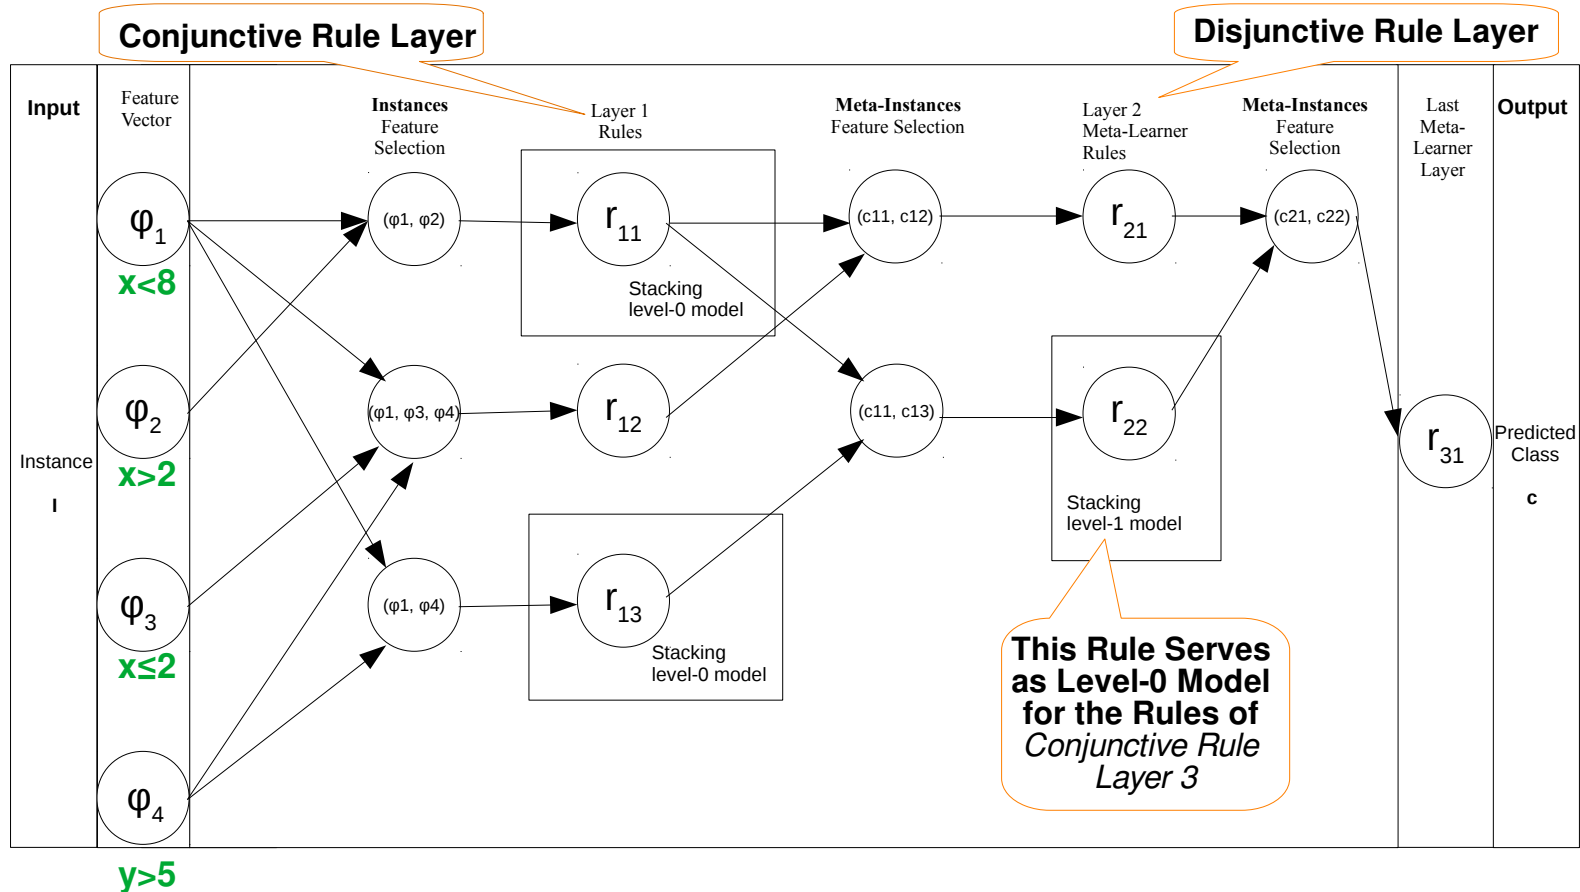 Conjunctive Rule Layer
Disjunctive Rule Layer
Input
Feature
Vector
Instances
Feature
Selection
Layer 1
Rules
Meta-Instances
Feature Selection
Layer 2
Meta-Learner
Rules
Meta-Instances
Feature
Selection
Last
Meta-
Learner
Layer
Output
φ1
x<8
(φ1, φ2)
r11
Stacking
level-0 model
(c11, c12)
r21
(c21, c22)
φ2
x>2
(φ1, φ3, φ4)
r12
(c11, c13)
r22
Stacking
level-1 model
r31
Instance
I
Predicted
Class
c
φ3
x≤2
(φ1, φ4)
r13
Stacking
level-0 model
This Rule Serves
as Level-0 Model
for the Rules of
Conjunctive Rule
Layer 3
φ4
y>5